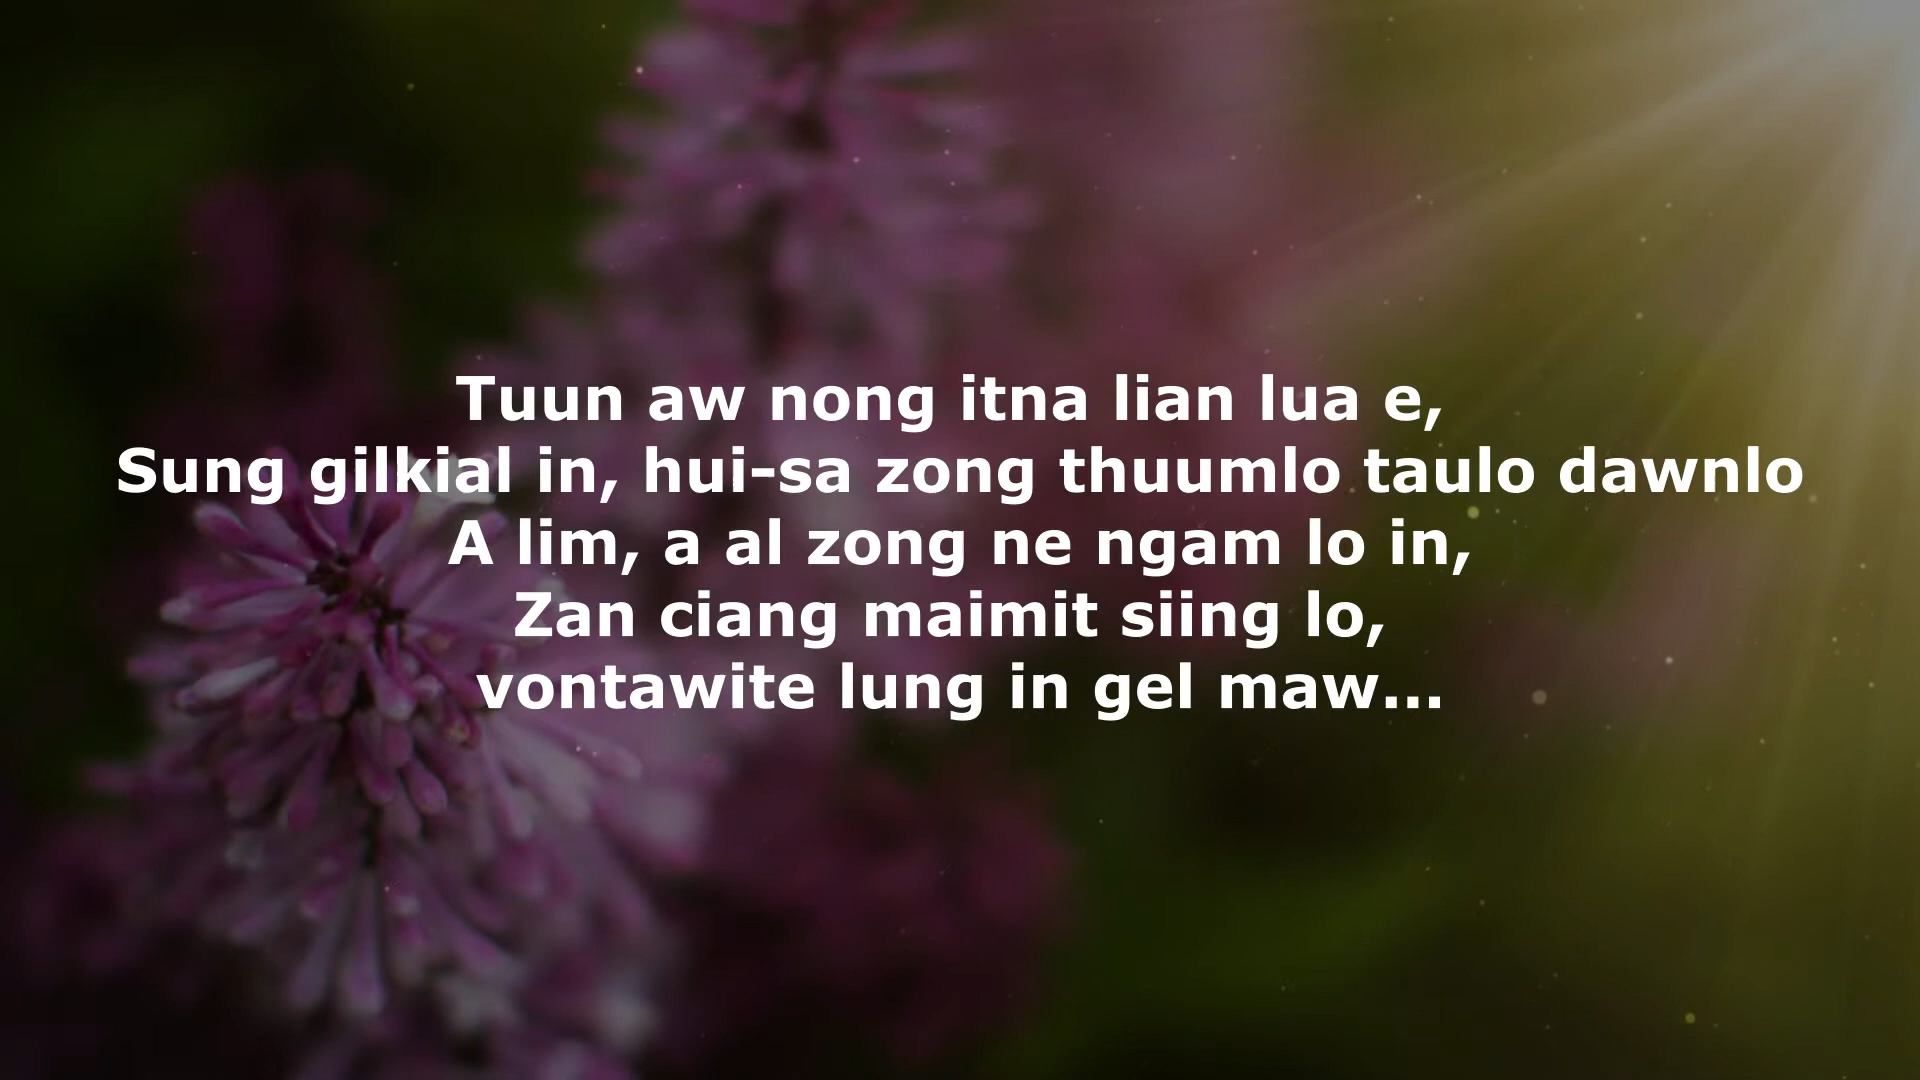 Tuun aw nong itna lian lua e,
Sung gilkial in, hui-sa zong thuumlo taulo dawnlo
A lim, a al zong ne ngam lo in,
Zan ciang maimit siing lo,
vontawite lung in gel maw...